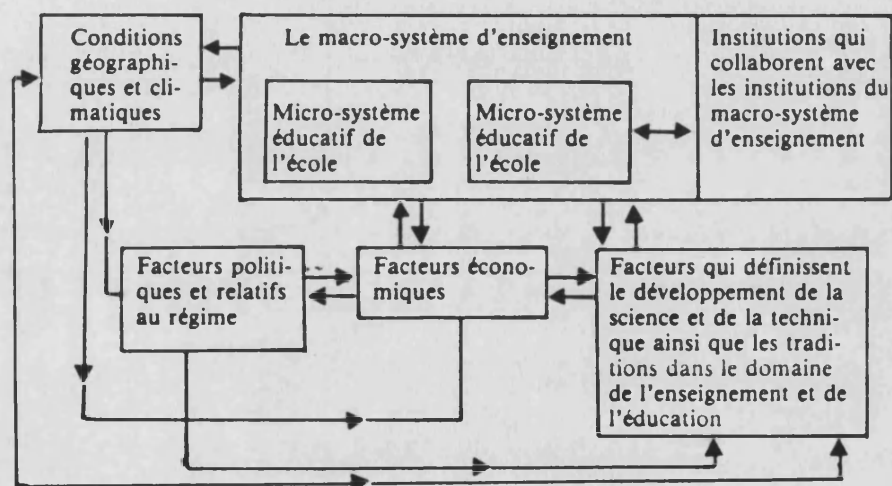 Conditions
géographi-
ques et cli-
matiques
Le macro-système d'enseignement
Micro-système
éducatif de
l'école
Micro-système
éducatif de
l'école
Institutions qui
collaborent avec
les institutions du
macro-système
d'enseignement
Facteurs politi-
ques et relatifs
au régime
Facteurs écono-
miques
Facteurs qui définissent
le développement de la
science et de la techni-
que ainsi que les tradi-
tions dans le domaine
de l'enseignement et de
l'éducation